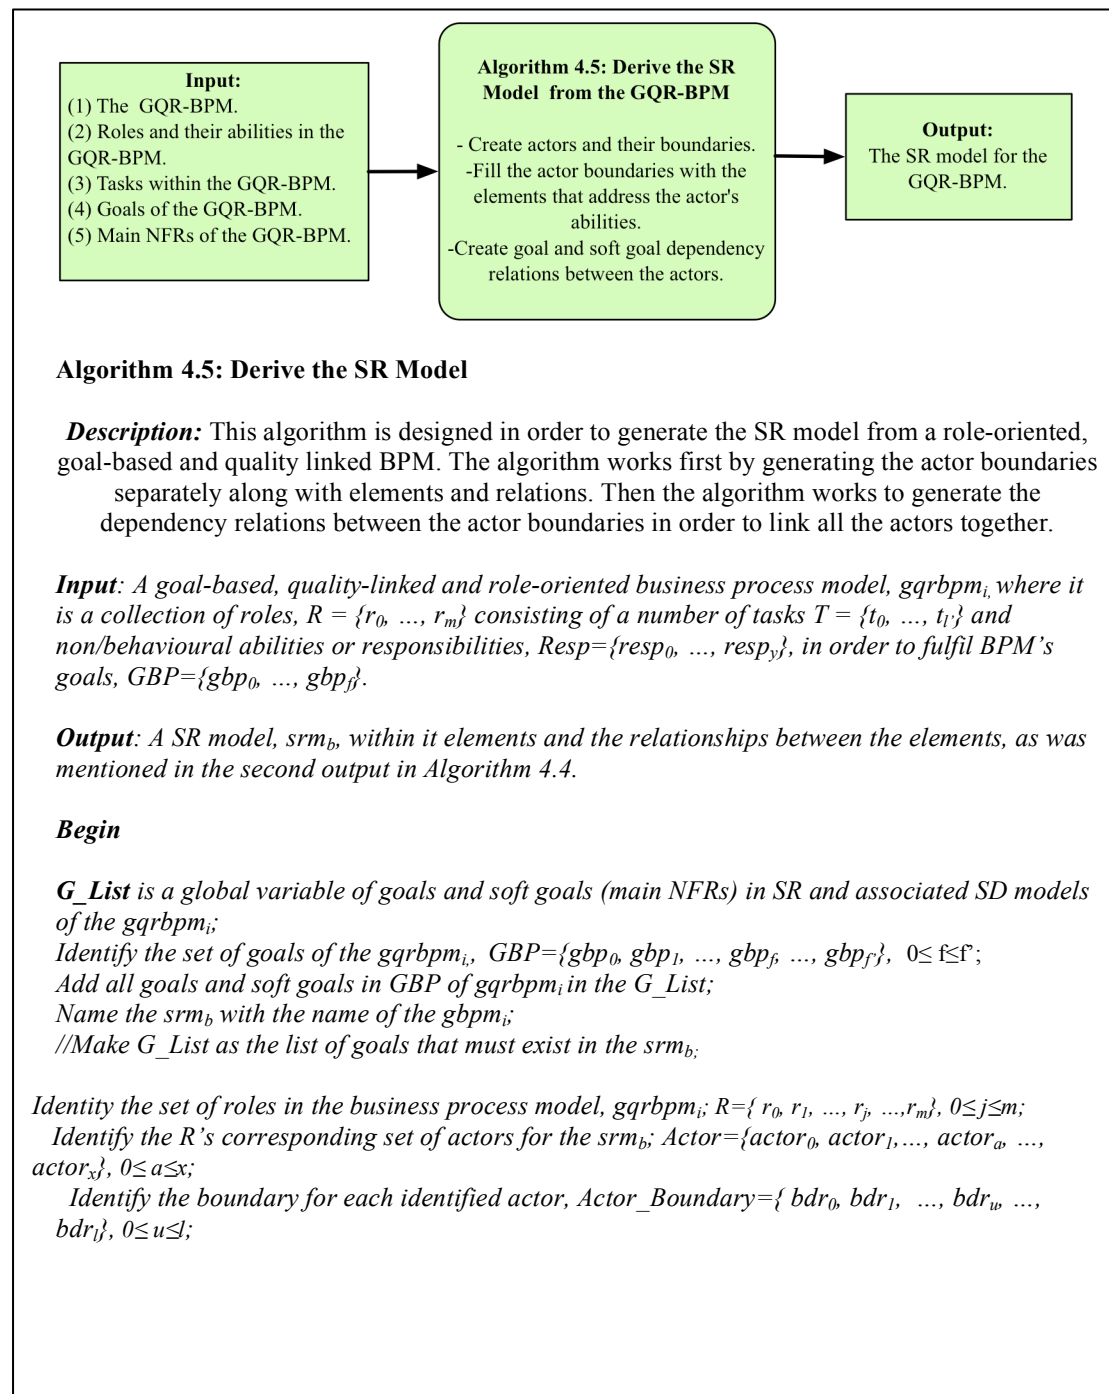 Input:
(1) The GQR-BPM.
(2) Roles and their abilities in the
GQR-BPM.
(3) Tasks within the GQR-BPM.
(4) Goals of the GQR-BPM.
(5) Main NFRs of the GQR-BPM.
Algorithm 4.5: Derive the SR
Model from the GQR-BPM
- Create actors and their boundaries.
-Fill the actor boundaries with the
elements that address the actor's
abilities.
-Create goal and soft goal dependency
relations between the actors.
Output:
The SR model for the
GQR-BPM.
Algorithm 4.5: Derive the SR Model
Description: This algorithm is designed in order to generate the SR model from a role-oriented,
goal-based and quality linked BPM. The algorithm works first by generating the actor boundaries
separately along with elements and relations. Then the algorithm works to generate the
dependency relations between the actor boundaries in order to link all the actors together.
Input: A goal-based, quality-linked and role-oriented business process model, gqrbpmi, where it
is a collection of roles, R = {r0, ..., rm} consisting of a number of tasks T = {t0, ..., tl'} and
non/behavioural abilities or responsibilities, Resp={resp0, ..., respy}, in order to fulfil BPM's
goals, GBP={gbp0, ..., gbpf}.
Output: A SR model, srmb, within it elements and the relationships between the elements, as was
mentioned in the second output in Algorithm 4.4.
Begin
G_List is a global variable of goals and soft goals (main NFRs) in SR and associated SD models
of the gqrbpmi;
Identify the set of goals of the gqrbpmi,, GBP={gbp0, gbp1, ..., gbpf, ..., gbpf'}, 0≤ f≤f';
Add all goals and soft goals in GBP of gqrbpmi in the G_List;
Name the srmb with the name of the gbpmi;
//Make G_List as the list of goals that must exist in the srmb;
Identity the set of roles in the business process model, gqrbpmi; R={ r0, r1, ..., rj, ...,rm}, 0≤j≤m;
Identify the R's corresponding set of actors for the srmb; Actor={actor0, actor1,..., actora, ...,
actorx}, 0≤a≤x;
Identify the boundary for each identified actor, Actor_Boundary={ bdr0, bdr1, ..., bdru, ...,
bdrl}, 0≤u≤l;